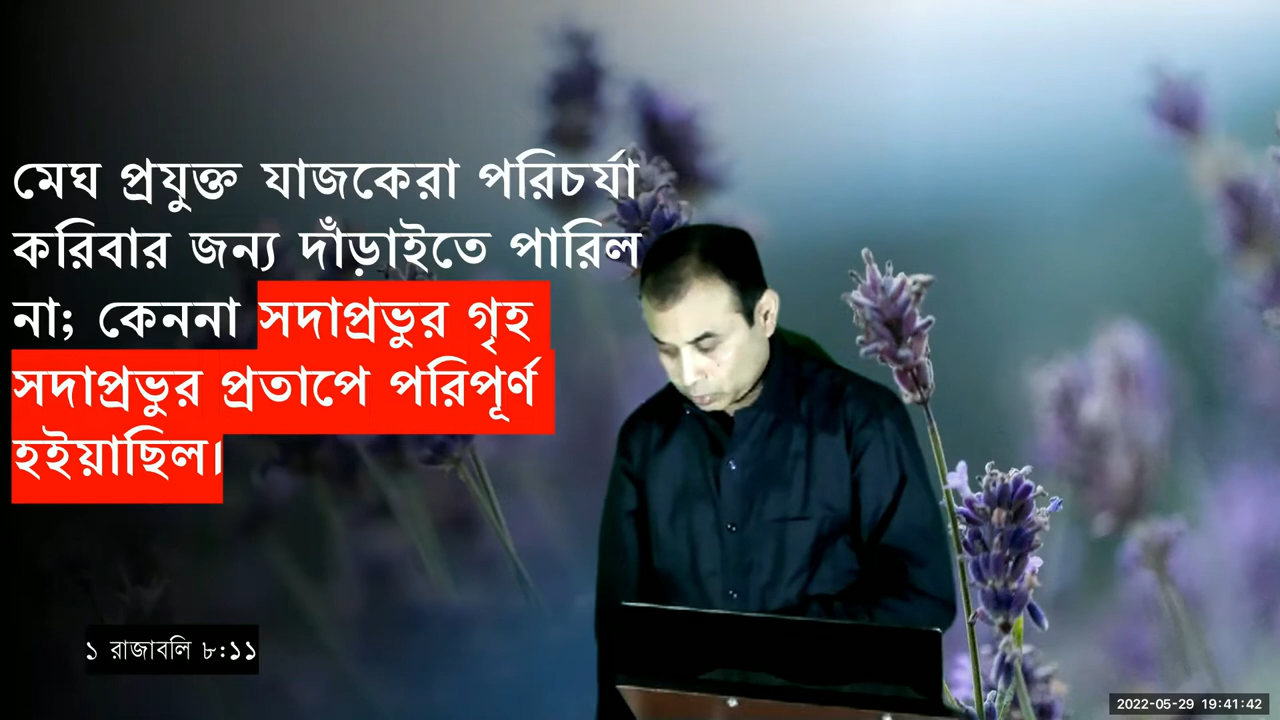 মেঘ প্রযুক্ত যাজকেরা পরিচর্যা
করিবার জন্য দাঁড়াইতে পারিল
না; কেননা সদাপ্রভুর গৃহ
সদাপ্রভুর প্রতাপে পরিপূর্ণ
হইয়াছিল।
১ রাজাবলি ৮:১১
2022-05-29 19:41:42